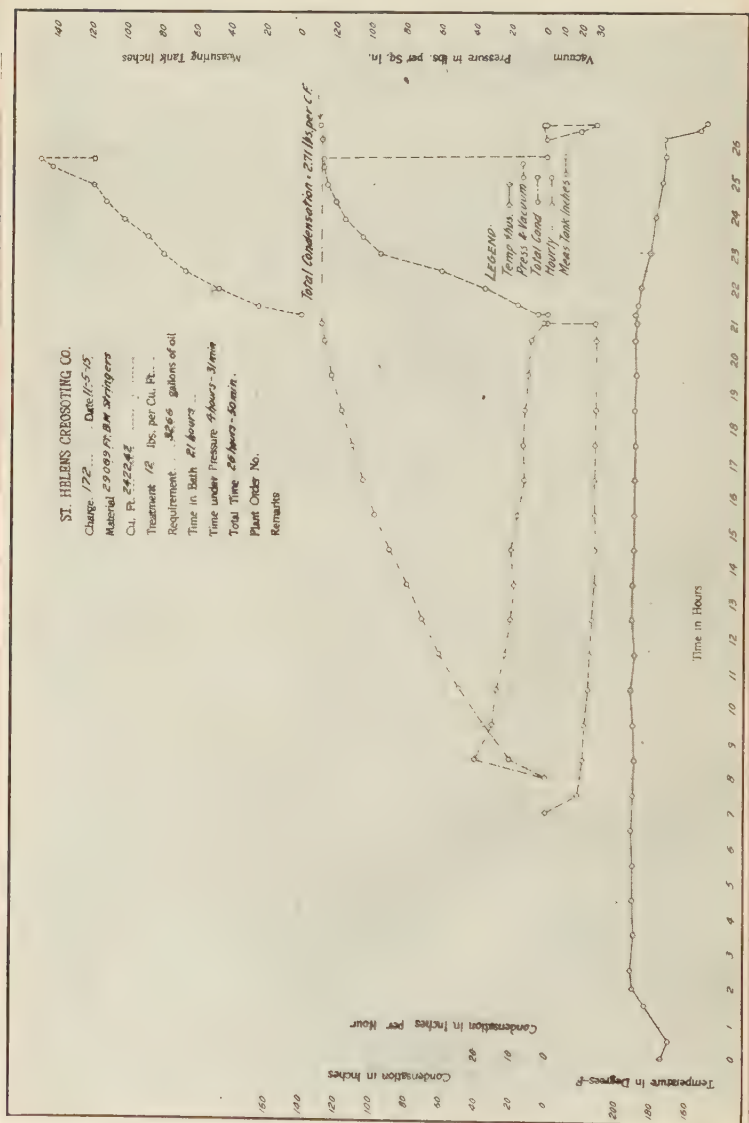 ST. HELENS CREOSOTING CO.
Charge 172 ... Date 11-5-15
Material 29069 Ft. B.M. Stringers
Cu. Ft. 2422.42
Treatment 12 lbs. per Cu. Ft. ..
Requirement . . 3266 gallons of oil
Time in Bath 21 hours ..
Time under Pressure 4 hours - 31 min
Total Time 26 hours - 50 min.
Plant Order No.
Remarks
Total Condensation = 2.71 lbs. per C.F.
LEGEND:
Press & Vacuum
Total Cond
Hourly "
Meas Tank Inches
Measuring Tank Inches
140 120 100 80 60 40 20 0
Pressure in lbs. per Sq. In.
120 100 80 60 40 20 0
Vacuum
10 20 30
Condensation in Inches
160 140 120 100 80 60 40 20 0
Condensation in Inches per Hour
20 10 0
Temperature in Degrees-F
200 180 160
0 1 2 3 4 5 6 7 8 9 10 11 12 13 14 15 16 17 18 19 20 21 22 23 24 25 26
Time in Hours